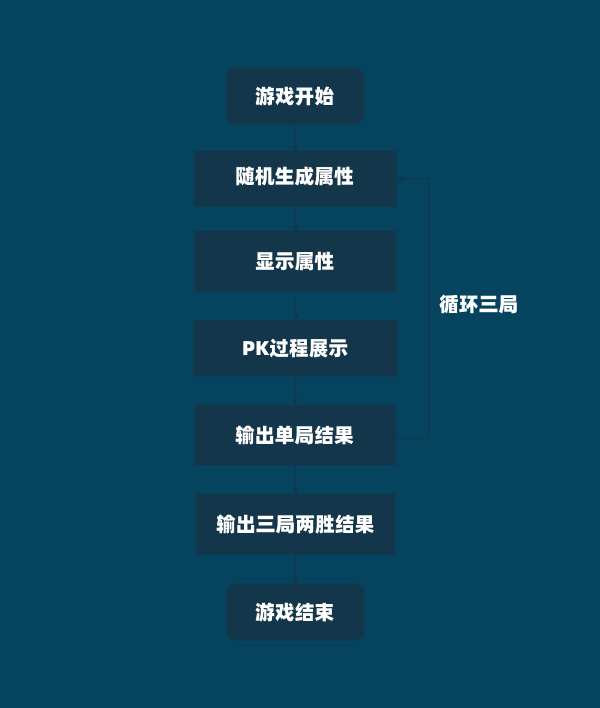 游戏开始
随机生成属性
显示属性
循环三局
PK过程展示
输出单局结果
输出三局两胜结果
游戏结束